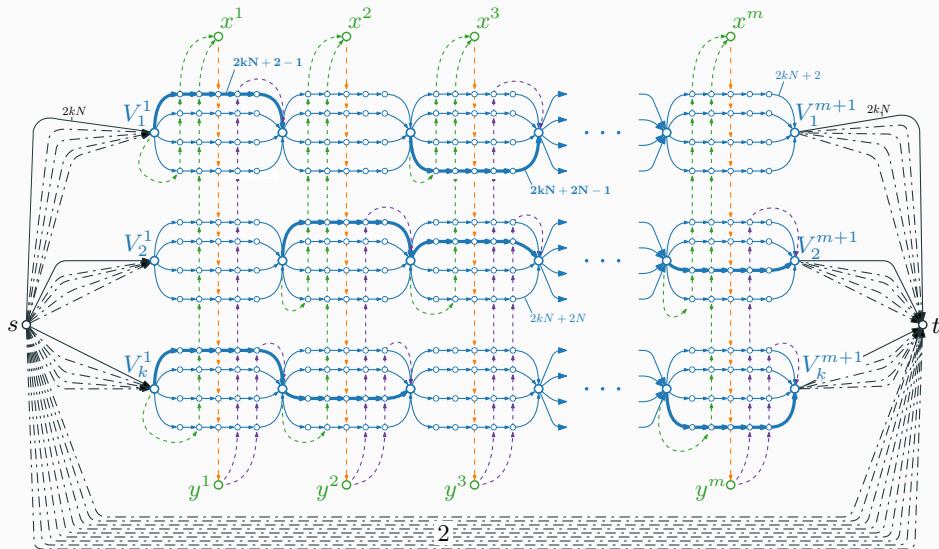 x^1 x^2 x^3 x^m
2kN + 2 - 1
2kN + 2
2kN V_1^1 V_1^{m+1} 2kN
. . .
2kN + 2N - 1
V_2^1 V_2^{m+1}
. . .
2kN + 2N
s t
V_k^1 V_k^{m+1}
. . .
y^1 y^2 y^3 y^m
2